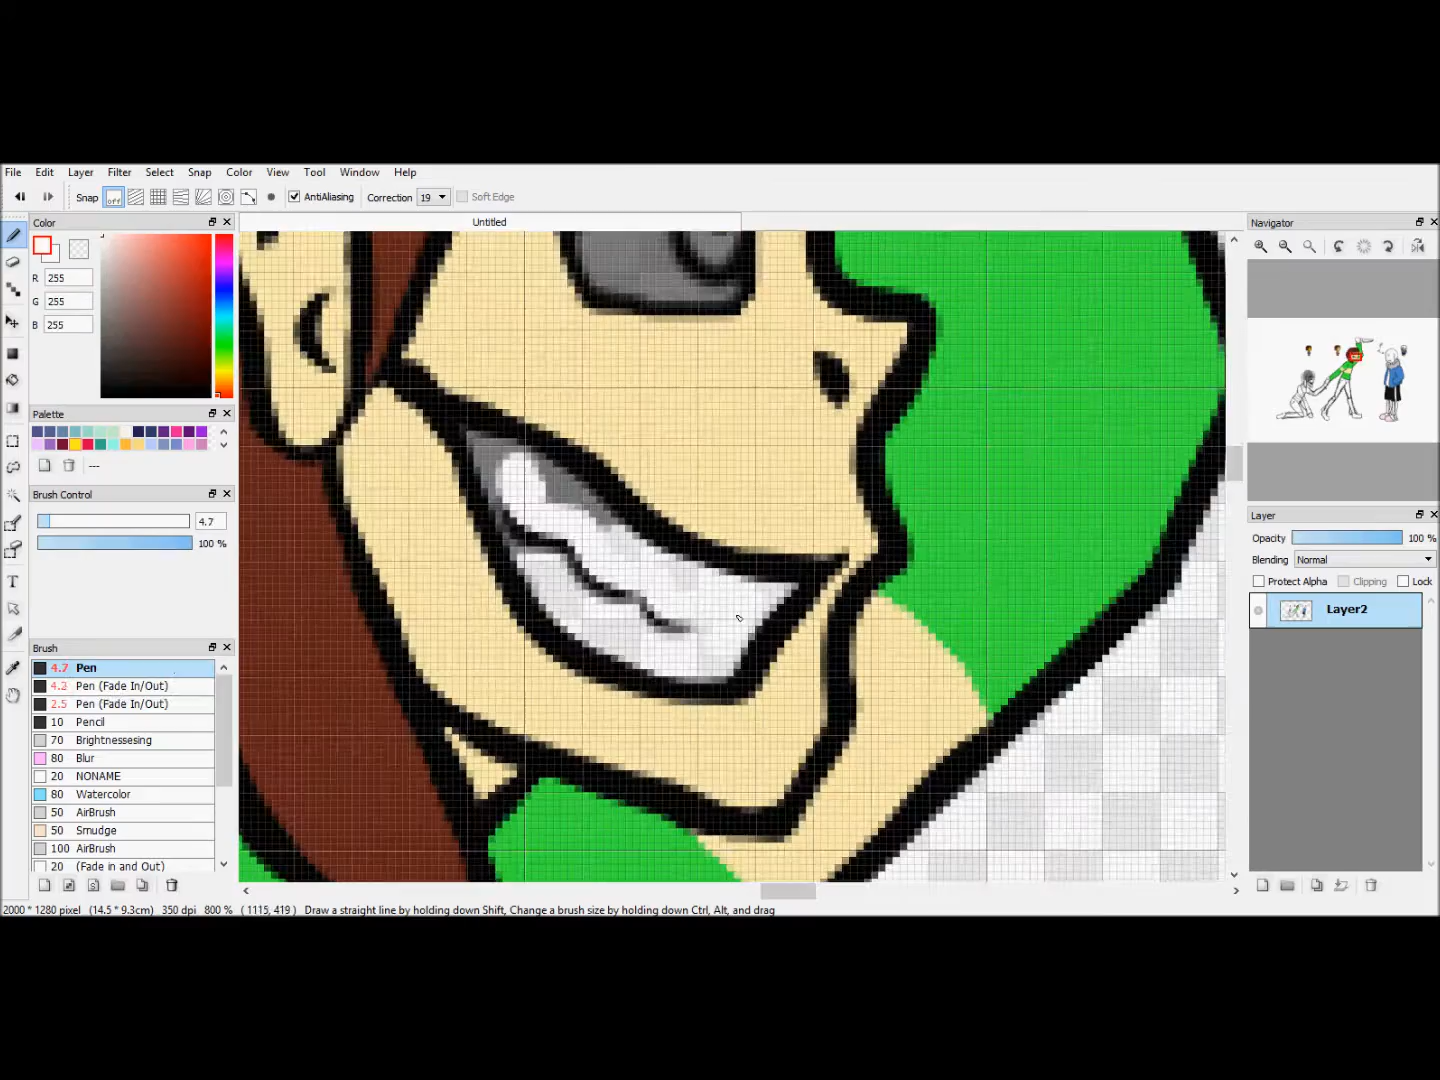 File Edit Layer Filter Select Snap Color View Tool Window Help
Snap off AntiAliasing Correction 19 Soft Edge
Color
Untitled
Navigator
R 255
G 255
B 255
Palette
---
Brush Control
4.7
100 %
Layer
Opacity 100 %
Blending Normal
Protect Alpha Clipping Lock
Layer2
Brush
4.7 Pen
4.2 Pen (Fade In/Out)
2.5 Pen (Fade In/Out)
10 Pencil
70 Brightnessesing
80 Blur
20 NONAME
80 Watercolor
50 AirBrush
50 Smudge
100 AirBrush
20 (Fade in and Out)
2000 * 1280 pixel (14.5 * 9.3cm) 350 dpi 800 % ( 1115, 419 ) Draw a straight line by holding down Shift, Change a brush size by holding down Ctrl, Alt, and drag